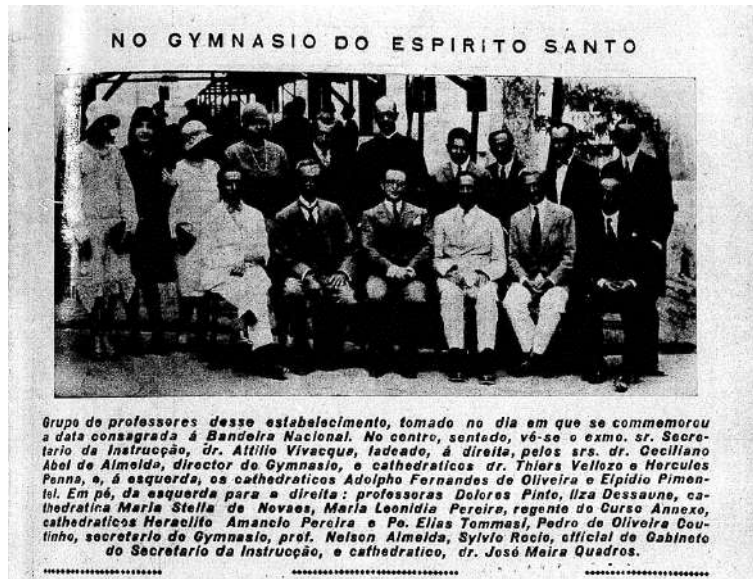 NO GYMNASIO DO ESPIRITO SANTO
Grupo de professores desse estabelecimento, tomado no dia em que se commemorou
a data consagrada á Bandeira Nacional. No centro, sentado, vê-se o exmo. sr. Secre-
tario da Instrucção, dr. Attilio Vivacqua, ladeado, á direita, pelos srs. dr. Ceciliano
Abel de Almeida, director do Gymnasio, e cathedraticos dr. Thiers Vellozo e Hercules
Penna, e, á esquerda, os cathedraticos Adolpho Fernandes de Oliveira e Elpidio Pimen-
tel. Em pé, da esquerda para a direita: professoras Dolores Pinto, Ilza Dessaune, ca-
thedratica Maria Stella de Novaes, Maria Leonidia Pereira, regente do Curso Annexo,
cathedraticos Heraclito Amancio Pereira e Pe. Elias Tommasi, Pedro de Oliveira Cou-
tinho, secretario do Gymnasio, prof. Nelson Almeida, Sylvio Rocio, official de Gabinete
do Secretario da Instrucção, e cathedratico, dr. José Meira Quadros.